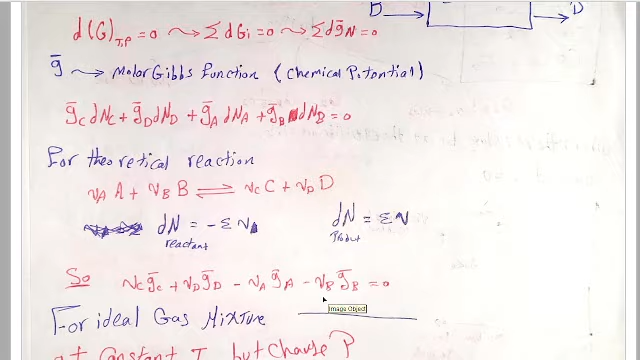 B D
d(G)T,P = 0 ⇝ Σ dGi = 0 ⇝ Σ dḡN = 0
ḡ ⇝ Molar Gibbs Function (Chemical Potential)
ḡC dNC + ḡD dND + ḡA dNA + ḡB dNB = 0
For theoretical reaction
νA A + νB B ⇌ νC C + νD D
dN = - ε ν dN = ε ν
reactant Product
So νC ḡC + νD ḡD - νA ḡA - νB ḡB = 0
Image Object
For ideal Gas Mixture
at Constant T, but change P